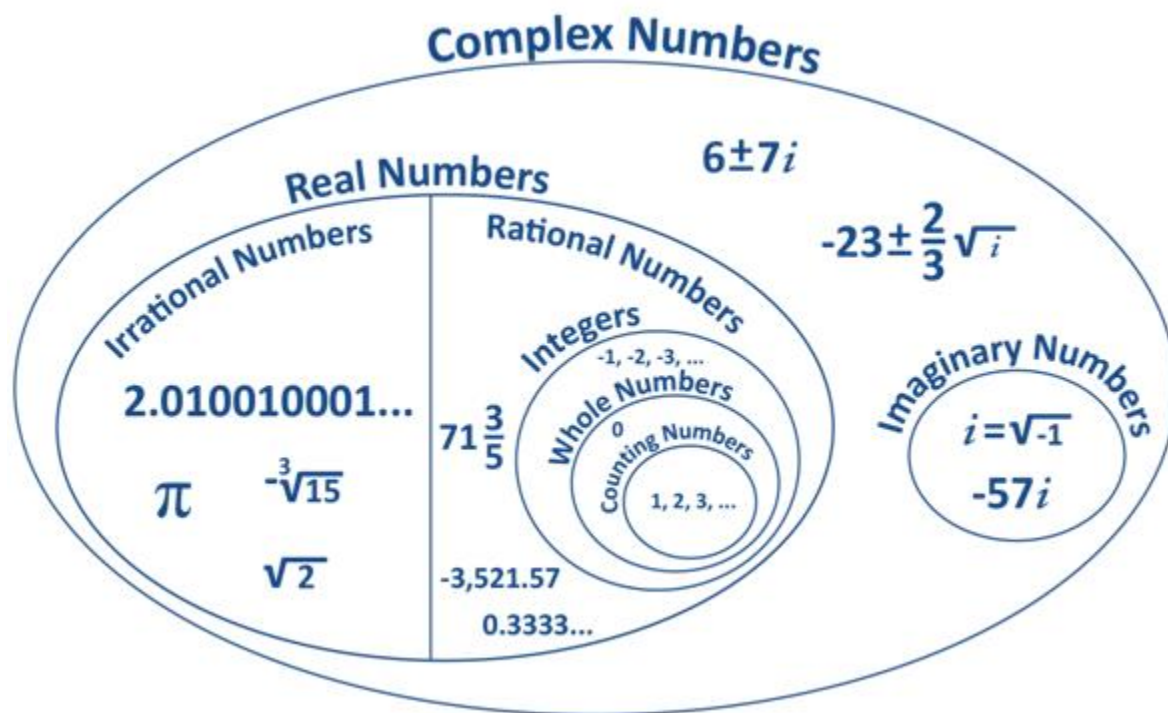 Complex Numbers
6±7i
Real Numbers
-23±2/3√i
Irrational Numbers
Rational Numbers
2.010010001...
π
-∛15
√2
71 3/5
-3,521.57
0.3333...
Integers
-1, -2, -3, ...
Whole Numbers
0
Counting Numbers
1, 2, 3, ...
Imaginary Numbers
i=√-1
-57i